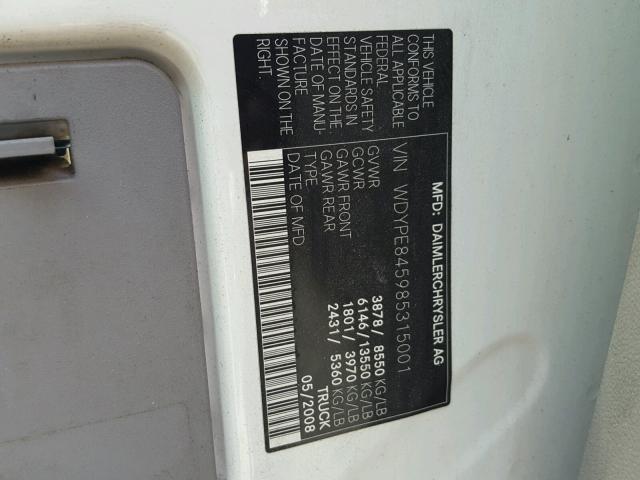 MFD: DAIMLERCHRYSLER AG
VIN WDYPE845985315001
GVWR 3878/ 8550 KG/LB
GCWR 6146/13550 KG/LB
GAWR FRONT 1801/ 3970 KG/LB
GAWR REAR 2431/ 5360 KG/LB
TYPE TRUCK
DATE OF MFD 05/2008
THIS VEHICLE
CONFORMS TO
ALL APPLICABLE
FEDERAL
VEHICLE SAFETY
STANDARDS IN
EFFECT ON THE
DATE OF MANU-
FACTURE
SHOWN ON THE
RIGHT.